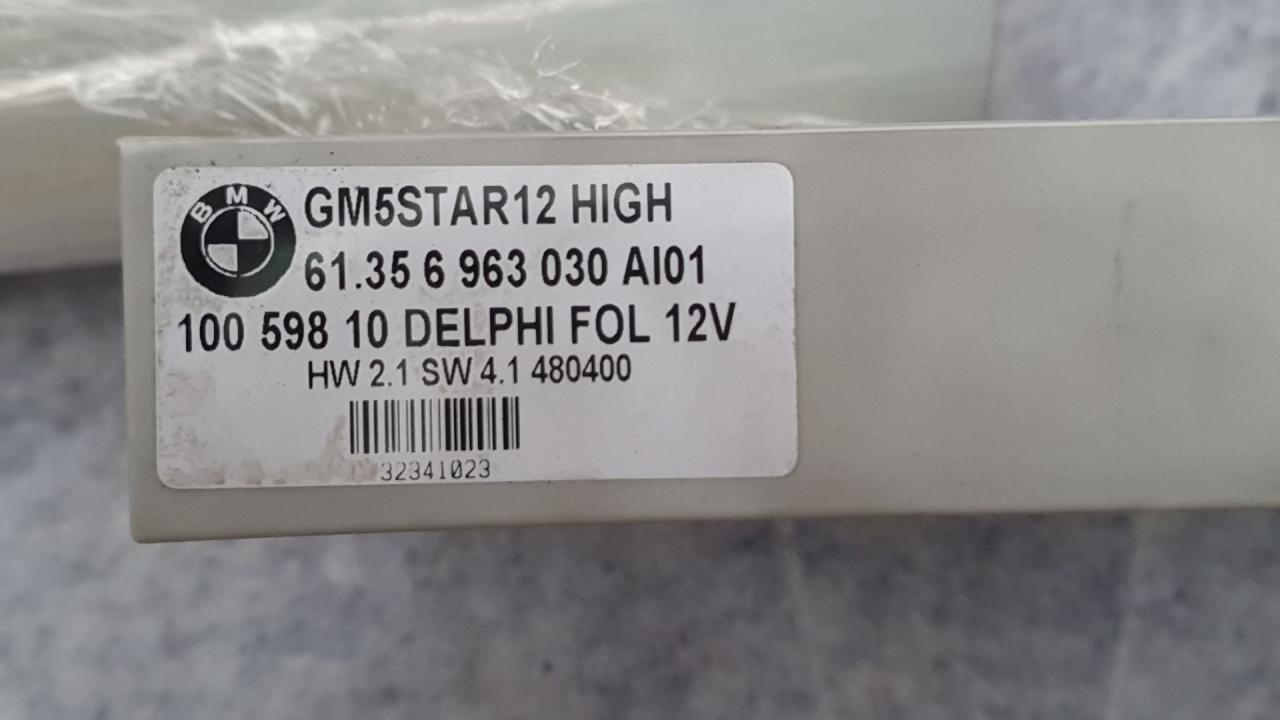 BMW
GM5STAR12 HIGH
61.35 6 963 030 AI01
100 598 10 DELPHI FOL 12V
HW 2.1 SW 4.1 480400
32341023